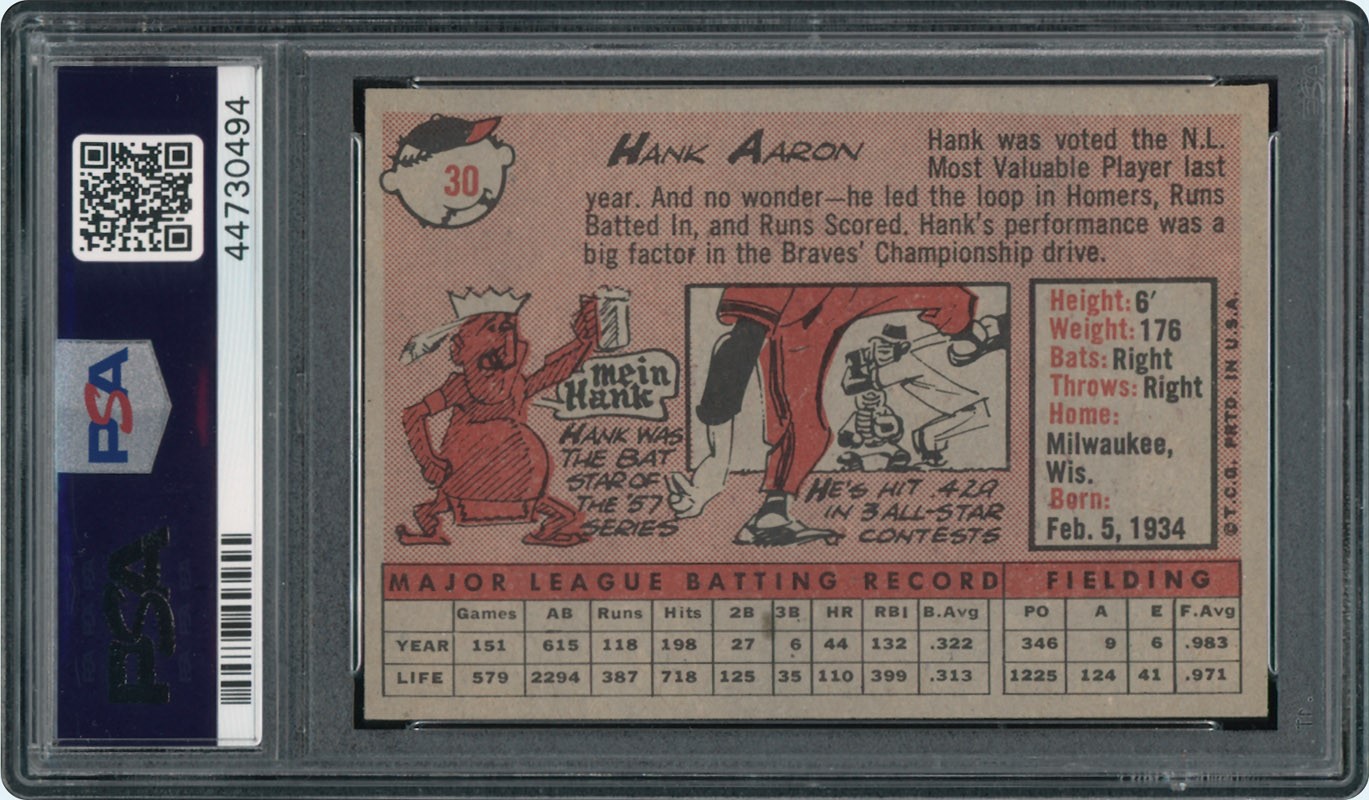 44730494
PSA
PSA
30
HANK AARON
Hank was voted the N.L.
Most Valuable Player last
year. And no wonder—he led the loop in Homers, Runs
Batted In, and Runs Scored. Hank's performance was a
big factor in the Braves' Championship drive.
mein
Hank
HANK WAS
THE BAT
STAR OF
THE '57
SERIES
HE'S HIT .429
IN 3 ALL-STAR
CONTESTS
Height: 6'
Weight: 176
Bats: Right
Throws: Right
Home:
Milwaukee,
Wis.
Born:
Feb. 5, 1934
©T.C.G. PRTD. IN U.S.A.
MAJOR LEAGUE BATTING RECORD FIELDING
Games AB Runs Hits 2B 3B HR RBI B.Avg PO A E F.Avg
YEAR 151 615 118 198 27 6 44 132 .322 346 9 6 .983
LIFE 579 2294 387 718 125 35 110 399 .313 1225 124 41 .971